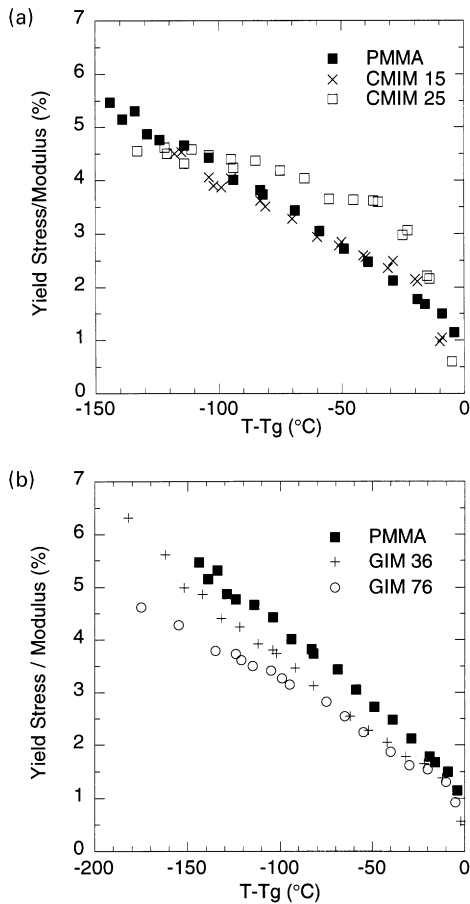 (a)
7
6
5
4
3
2
1
0
Yield Stress/Modulus (%)
PMMA
CMIM 15
CMIM 25
-150
-100
-50
0
T-Tg (°C)
(b)
7
6
5
4
3
2
1
0
Yield Stress / Modulus (%)
PMMA
GIM 36
GIM 76
-200
-150
-100
-50
0
T-Tg (°C)